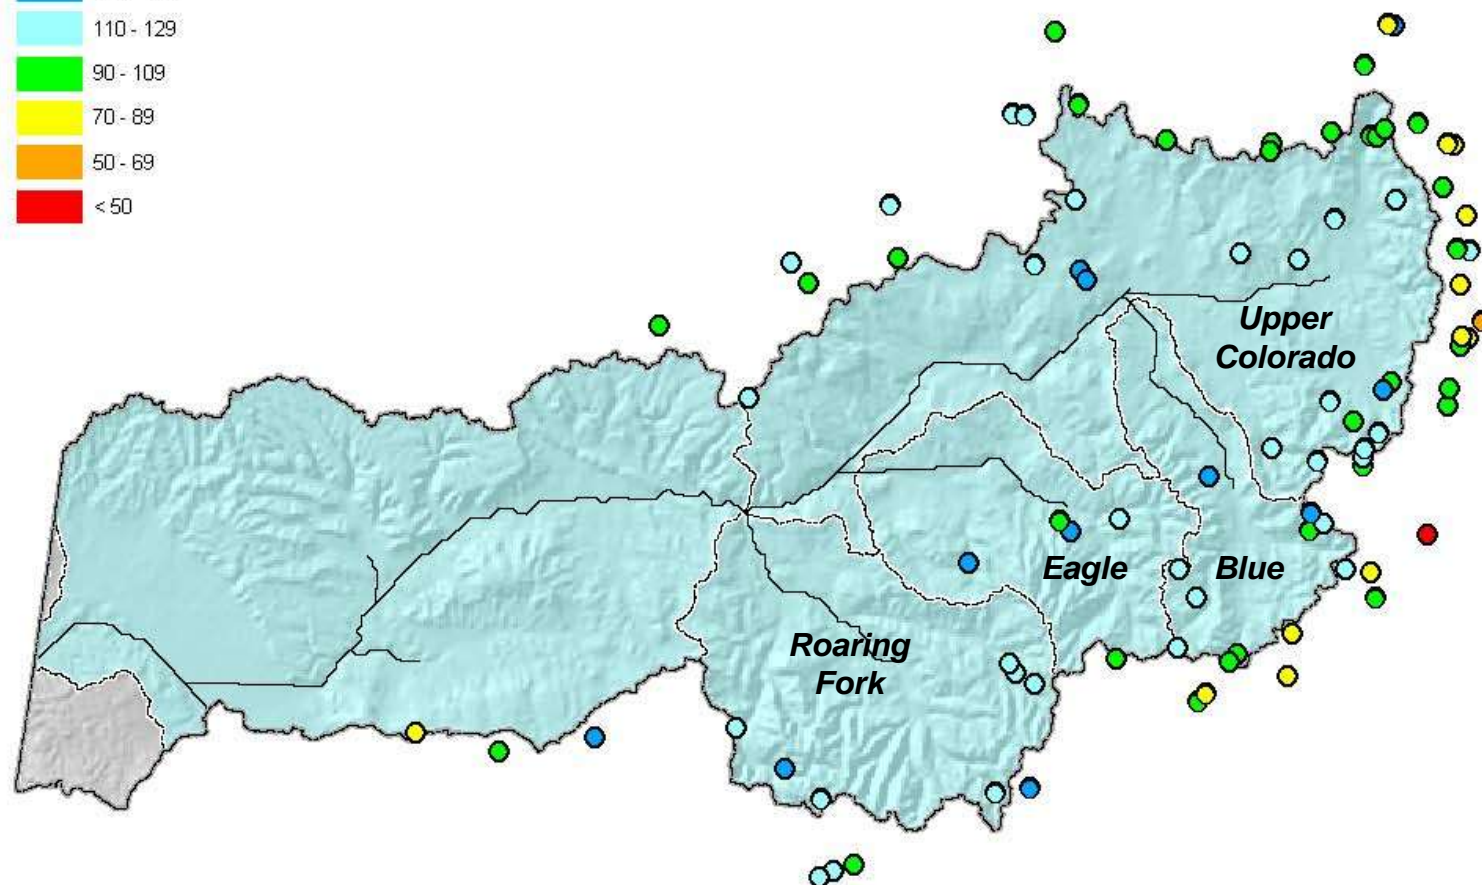 110 - 129
90 - 109
70 - 89
50 - 69
< 50
Upper
Colorado
Eagle
Blue
Roaring
Fork